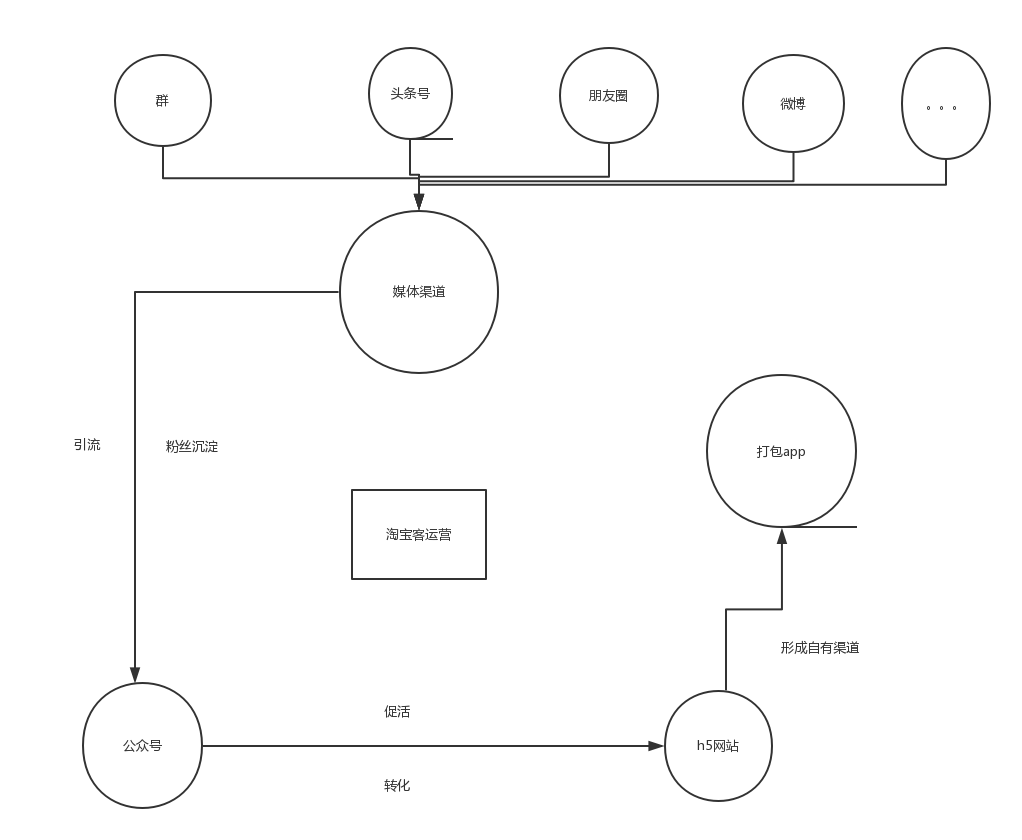 群
头条号
朋友圈
微博
。。。
媒体渠道
引流
粉丝沉淀
打包app
淘宝客运营
形成自有渠道
促活
公众号
h5网站
转化